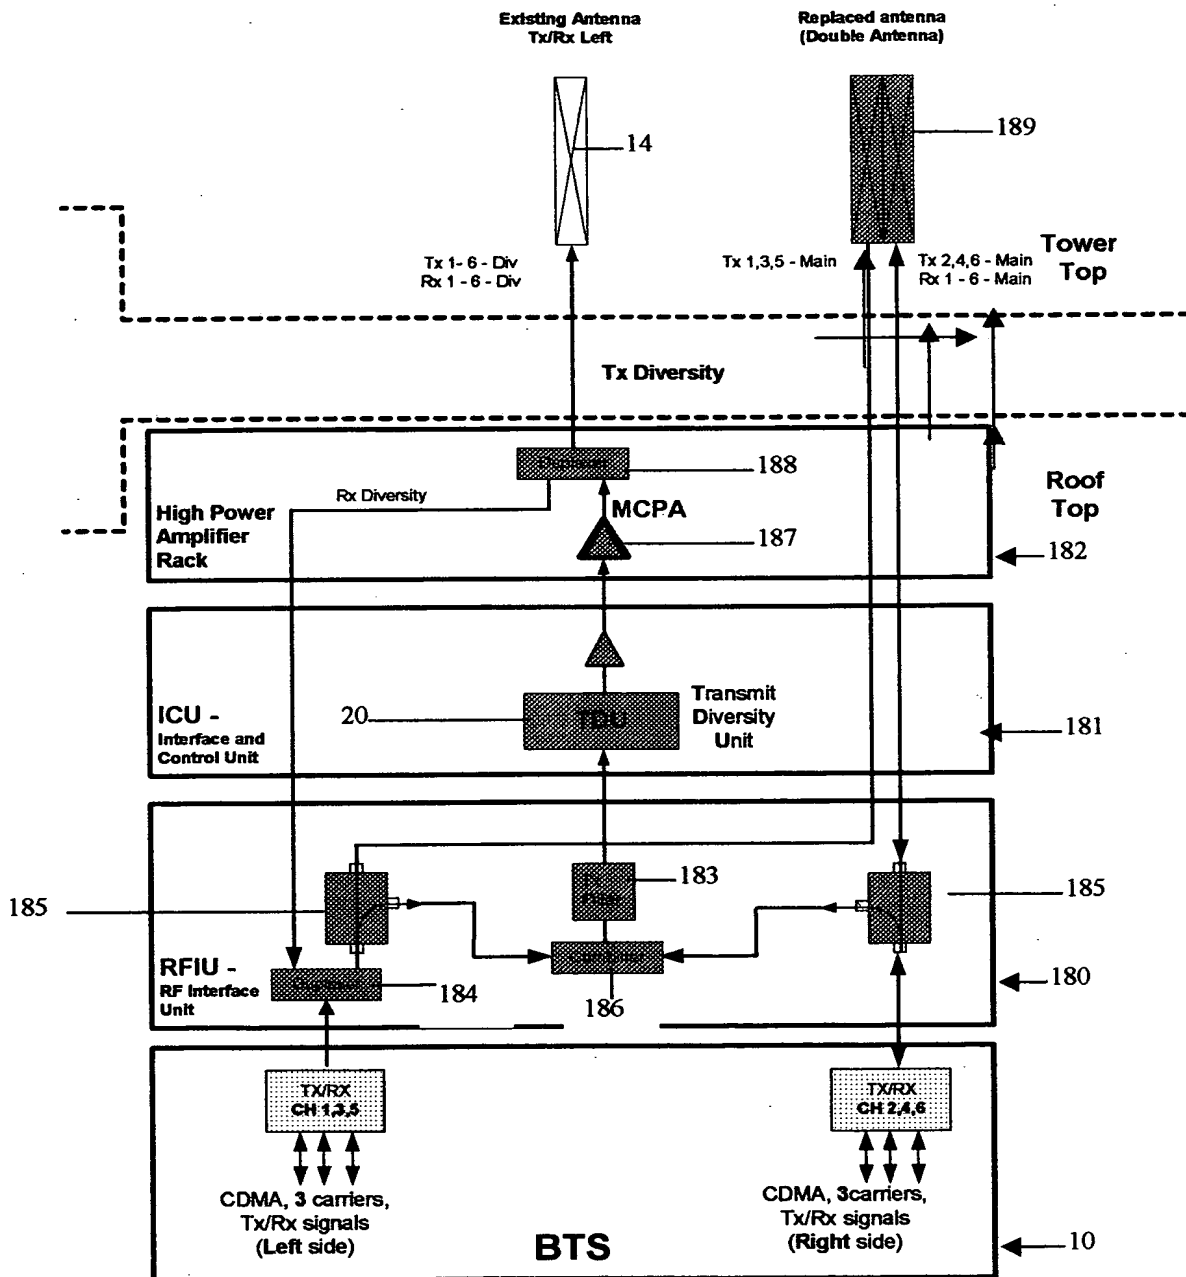 Existing Antenna
Tx/Rx Left
Replaced antenna
(Double Antenna)
14
189
Tx 1- 6 - Div
Rx 1 - 6 - Div
Tx 1,3,5 - Main
Tx 2,4,6 - Main
Rx 1 - 6 - Main
Tower
Top
Tx Diversity
Duplexer
188
Rx Diversity
MCPA
187
High Power
Amplifier
Rack
Roof
Top
182
20
TDU
Transmit
Diversity
Unit
ICU -
Interface and
Control Unit
181
183
Filter
185
185
Combiner
RFIU -
RF Interface
Unit
Duplexer
184
186
180
TX/RX
CH 1,3,5
TX/RX
CH 2,4,6
CDMA, 3 carriers,
Tx/Rx signals
(Left side)
CDMA, 3carriers,
Tx/Rx signals
(Right side)
BTS
10